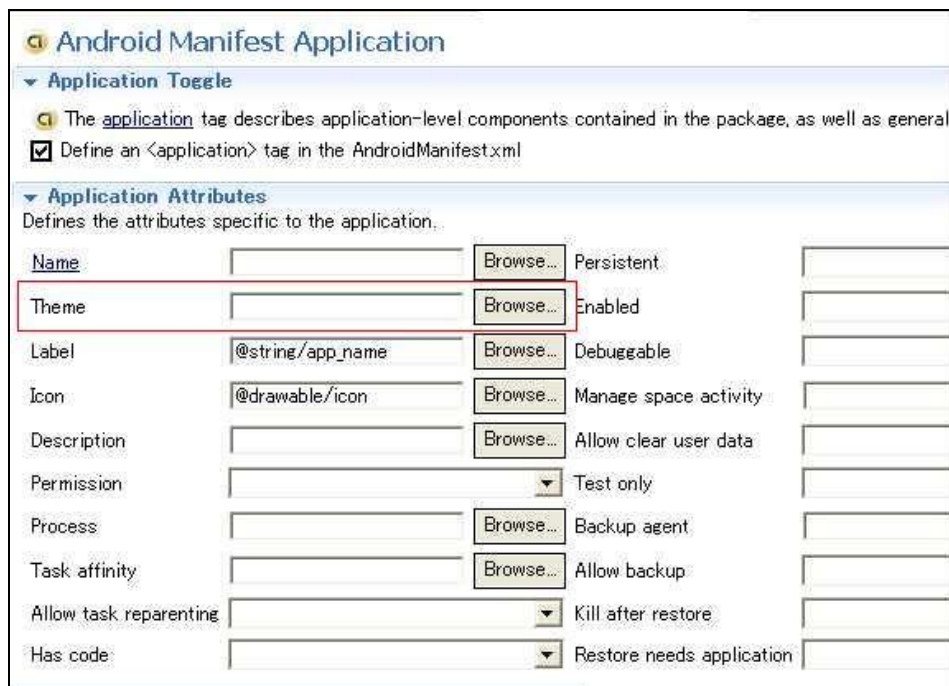 Android Manifest Application
Application Toggle
The application tag describes application-level components contained in the package, as well as general
Define an <application> tag in the AndroidManifest.xml
Application Attributes
Defines the attributes specific to the application.
Name Browse... Persistent
Theme Browse... Enabled
Label @string/app_name Browse... Debuggable
Icon @drawable/icon Browse... Manage space activity
Description Browse... Allow clear user data
Permission Test only
Process Browse... Backup agent
Task affinity Browse... Allow backup
Allow task reparenting Kill after restore
Has code Restore needs application